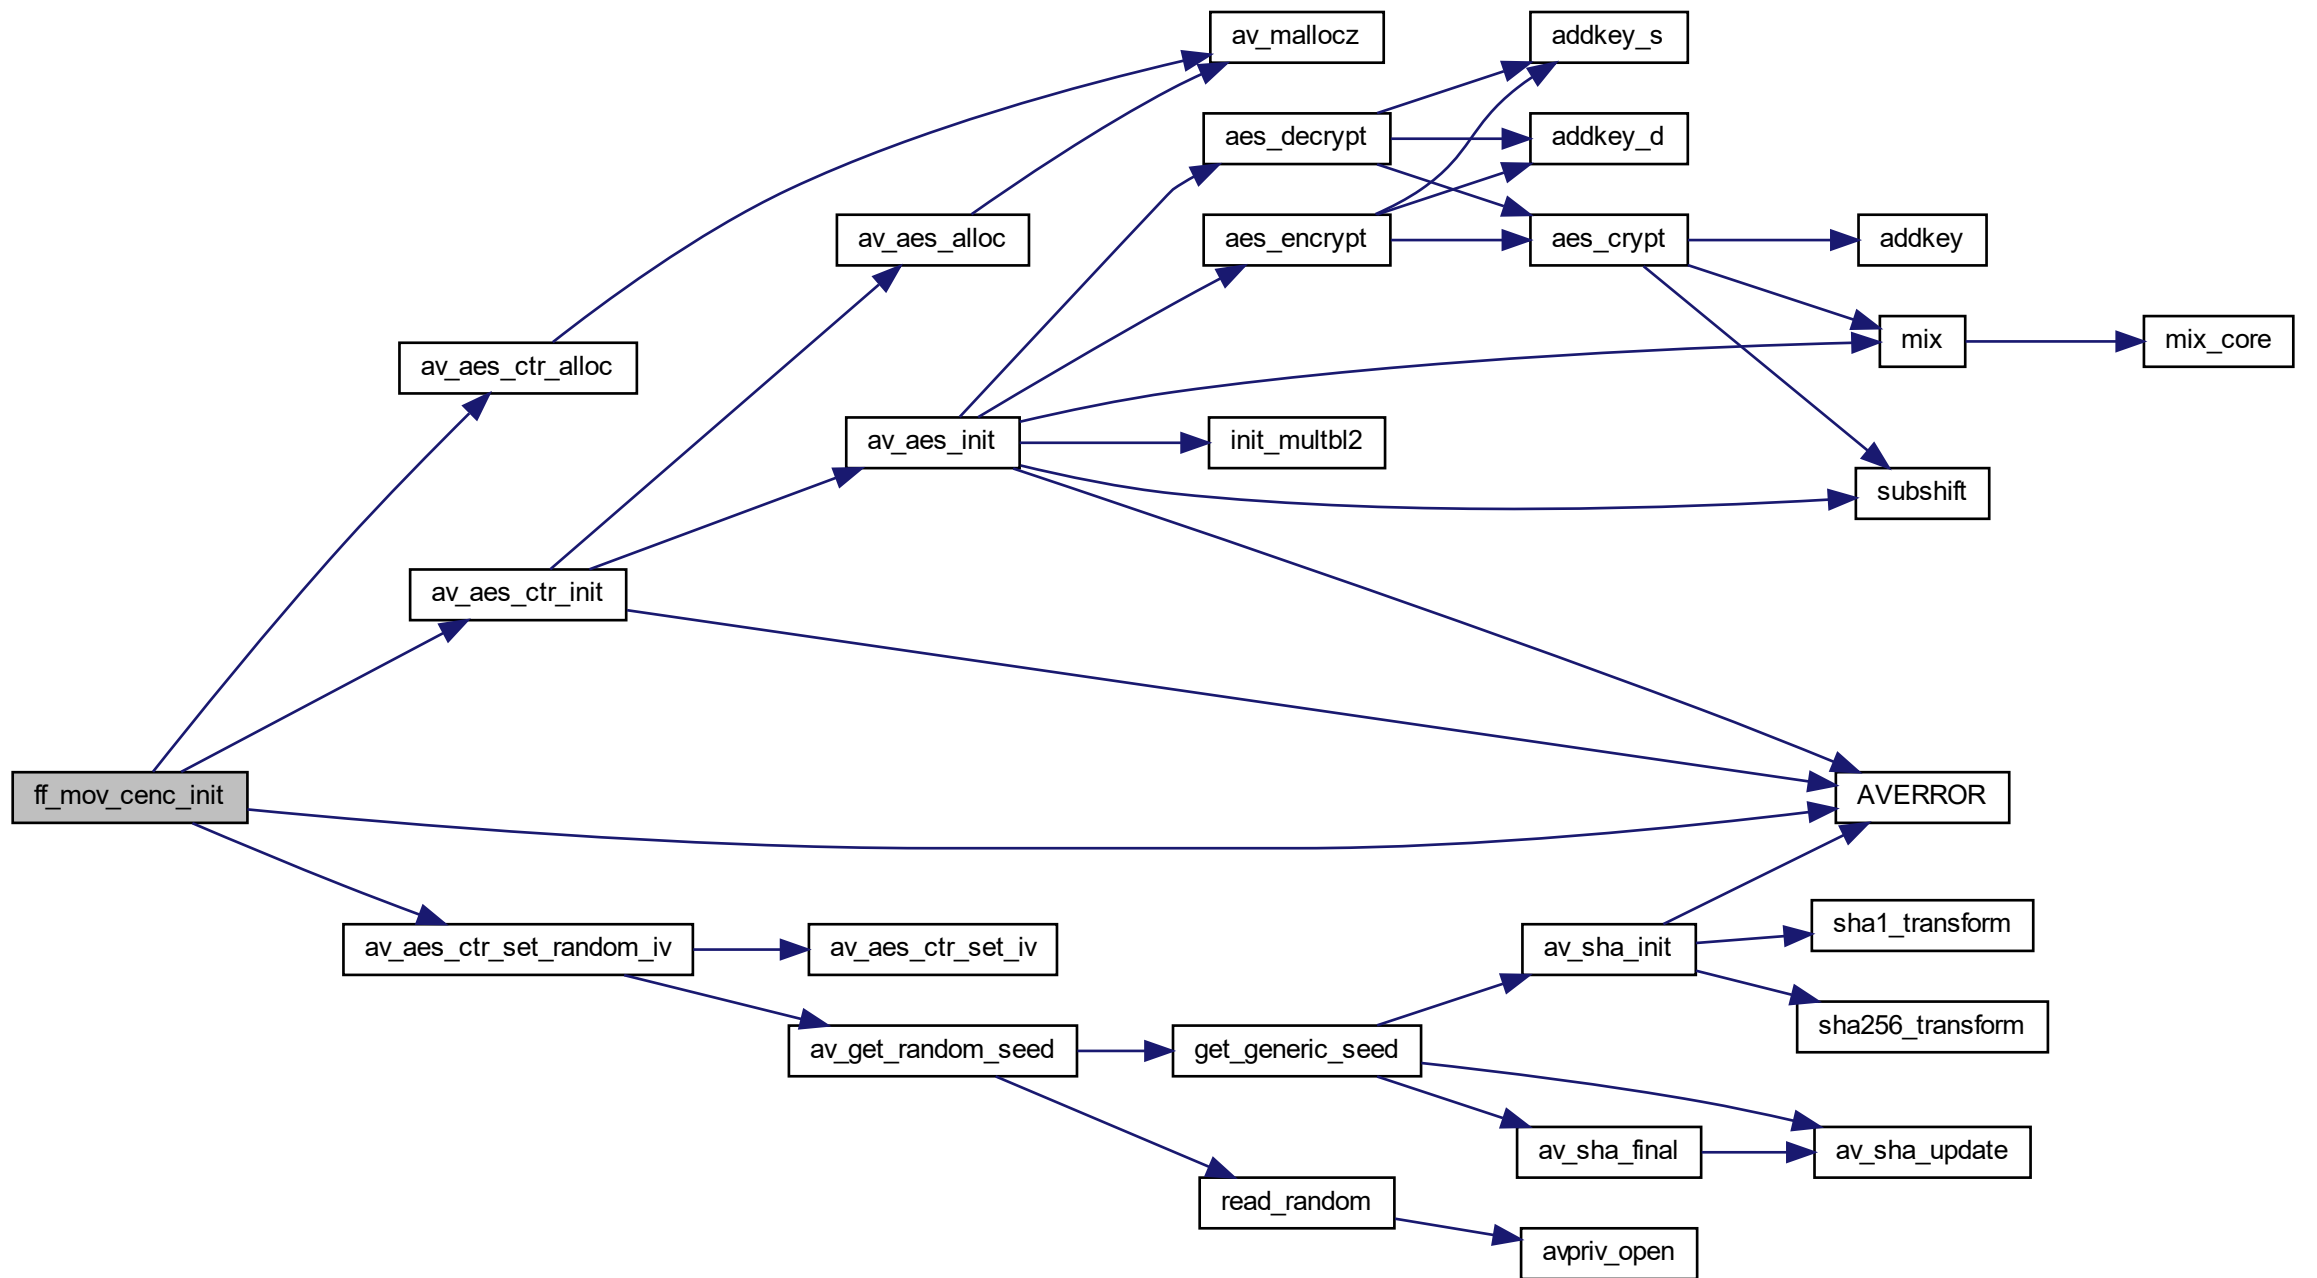 av_mallocz
addkey_s
aes_decrypt
addkey_d
av_aes_alloc
aes_encrypt
aes_crypt
addkey
mix
mix_core
av_aes_ctr_alloc
av_aes_init
init_multbl2
subshift
av_aes_ctr_init
ff_mov_cenc_init
AVERROR
sha1_transform
av_aes_ctr_set_random_iv
av_aes_ctr_set_iv
av_sha_init
sha256_transform
av_get_random_seed
get_generic_seed
av_sha_final
av_sha_update
read_random
avpriv_open